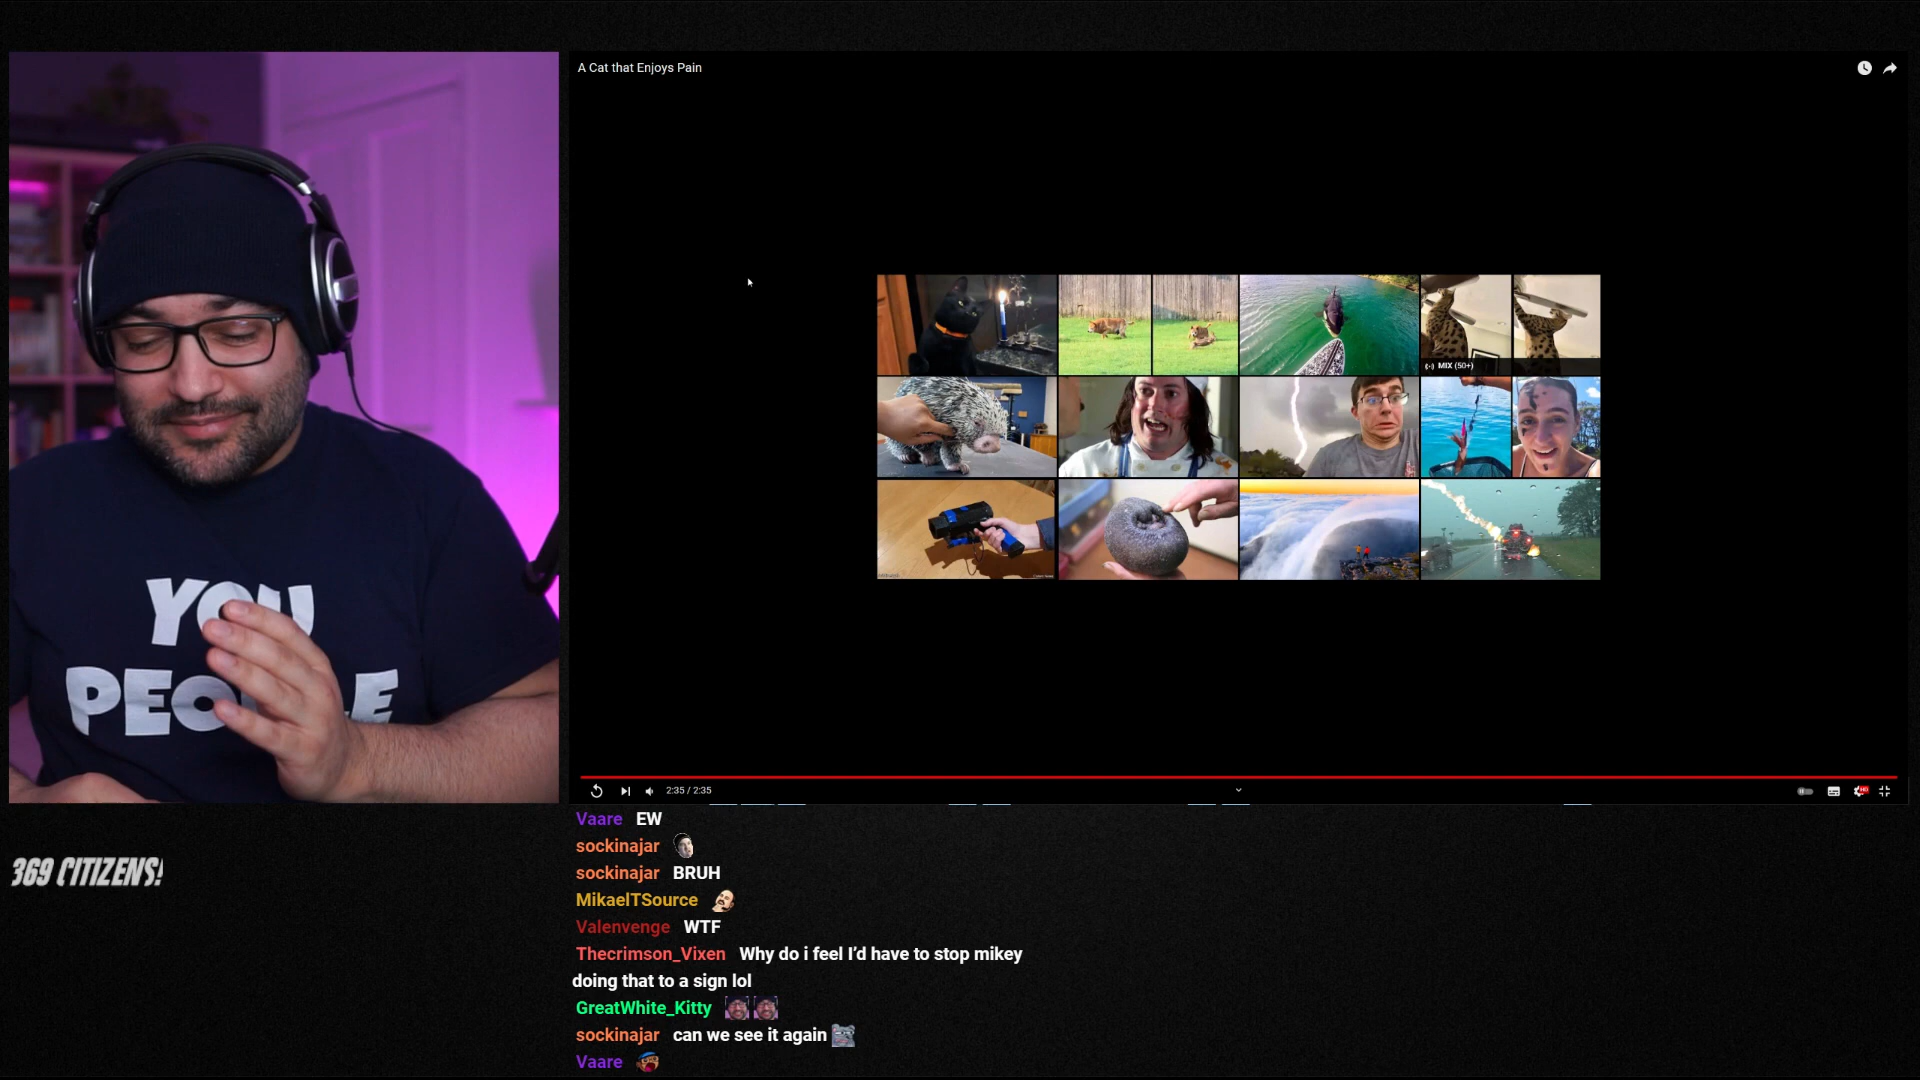 A Cat that Enjoys Pain
YOU
PEO LE
MIX (50+)
2:35 / 2:35
HD
369 CITIZENS!
Vaare EW
sockinajar
sockinajar BRUH
MikaelTSource
Valenvenge WTF
Thecrimson_Vixen Why do i feel I'd have to stop mikey
doing that to a sign lol
GreatWhite_Kitty
sockinajar can we see it again
Vaare